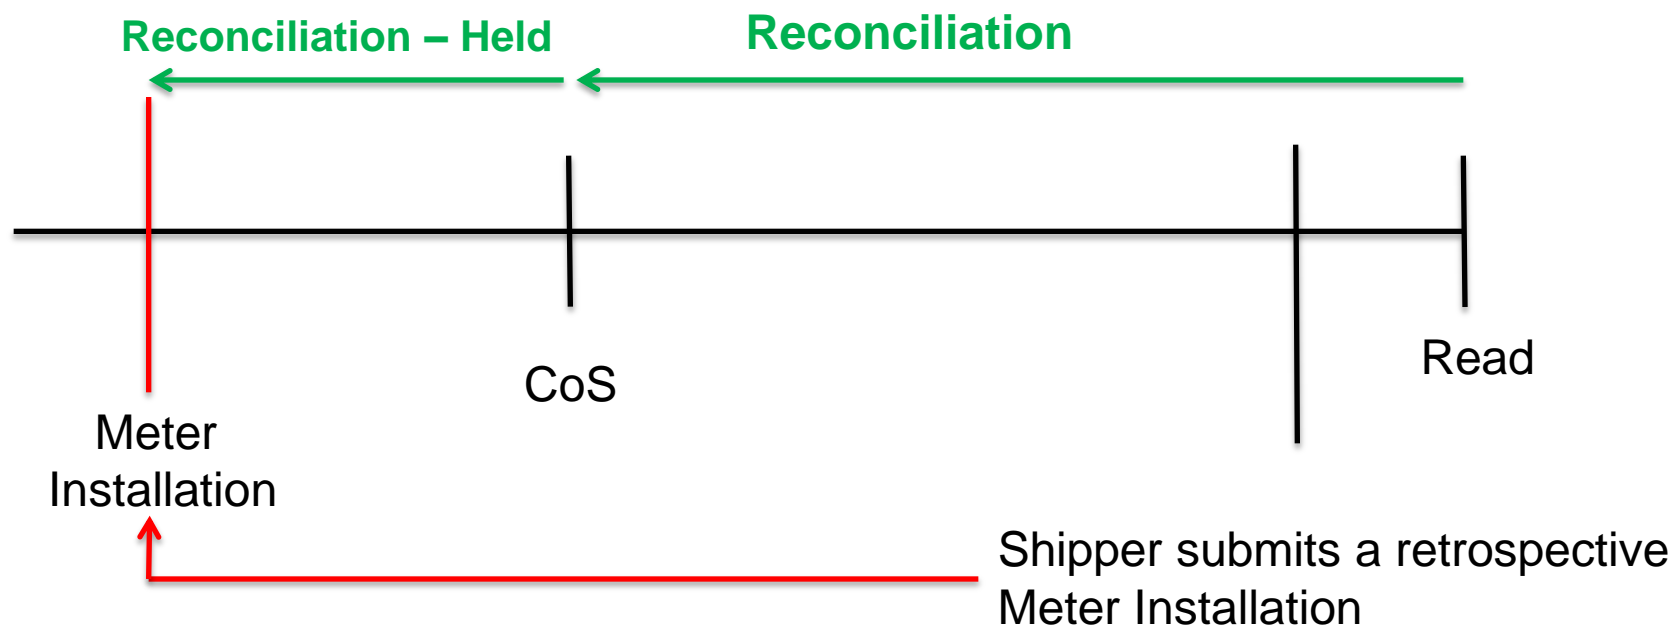 Reconciliation – Held
Reconciliation
CoS
Read
Meter
Installation
Shipper submits a retrospective
Meter Installation